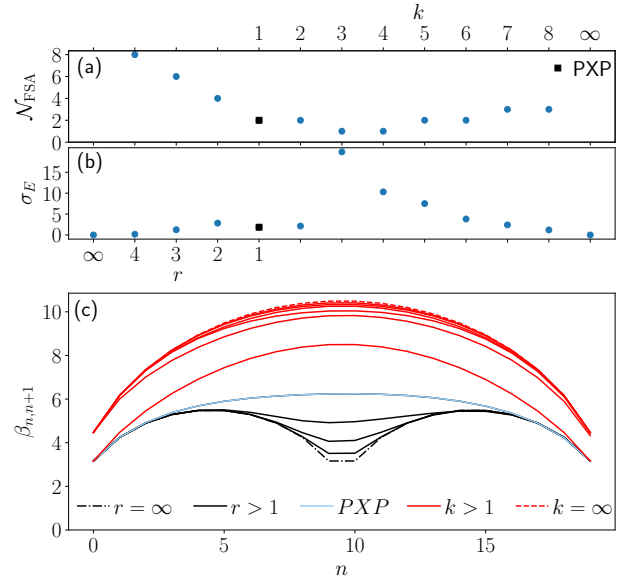 k
1 2 3 4 5 6 7 8 ∞
(a)
PXP
8
6
4
2
0
𝒩_FSA
(b)
15
10
5
0
σ_E
∞ 4 3 2 1
r
(c)
10
8
6
4
2
0
β_{n,n+1}
r = ∞ r > 1 PXP k > 1 k = ∞
0 5 10 15
n